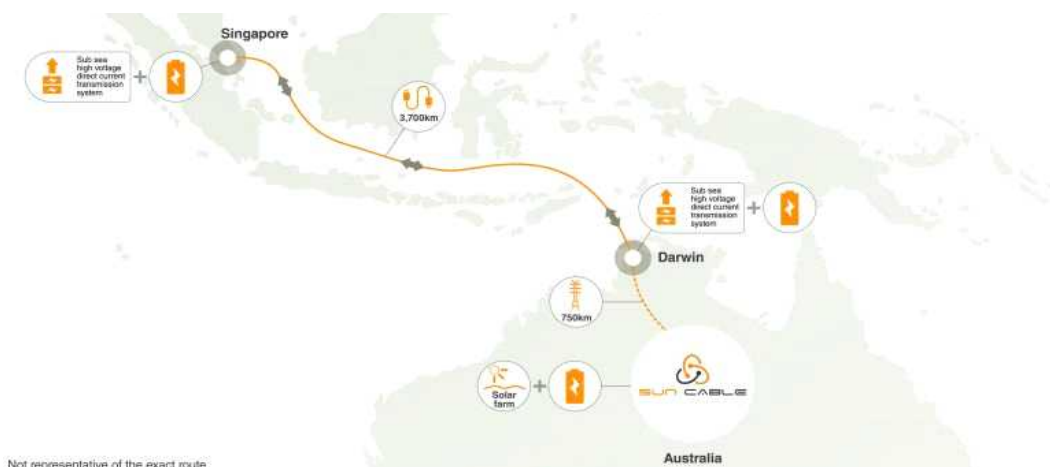 Singapore
Sub sea
high voltage
direct current
transmission
system
3,700km
Sub sea
high voltage
direct current
transmission
system
Darwin
750km
Solar
farm
SUN CABLE
Australia
Not representative of the exact route